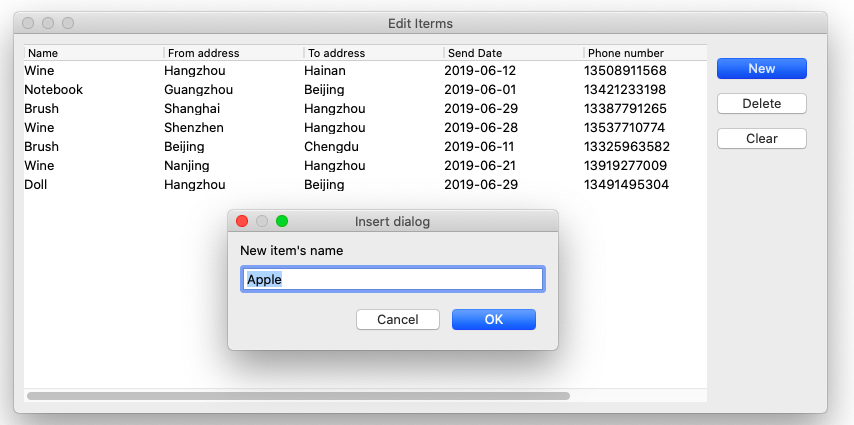 Edit Iterms
Name From address To address Send Date Phone number
Wine Hangzhou Hainan 2019-06-12 13508911568
Notebook Guangzhou Beijing 2019-06-01 13421233198
Brush Shanghai Hangzhou 2019-06-29 13387791265
Wine Shenzhen Hangzhou 2019-06-28 13537710774
Brush Beijing Chengdu 2019-06-11 13325963582
Wine Nanjing Hangzhou 2019-06-21 13919277009
Doll Hangzhou Beijing 2019-06-29 13491495304
New
Delete
Clear
Insert dialog
New item's name
Apple
Cancel OK